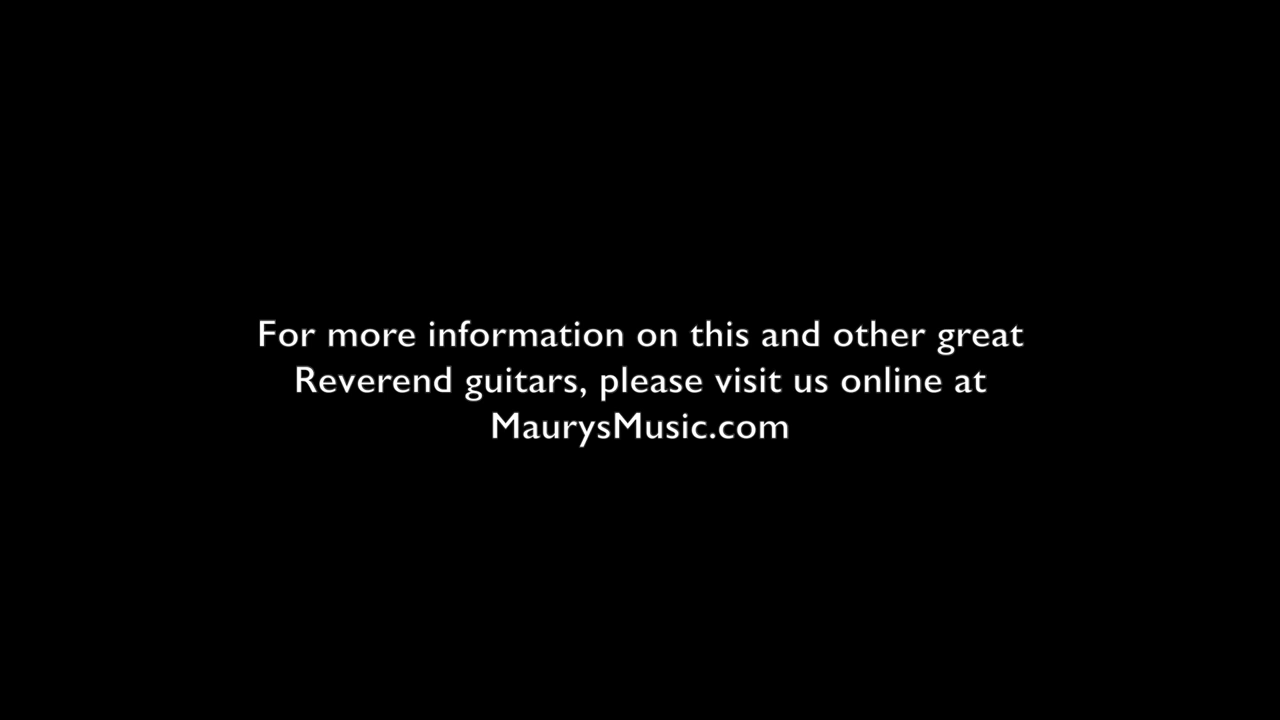 For more information on this and other great
Reverend guitars, please visit us online at
MaurysMusic.com